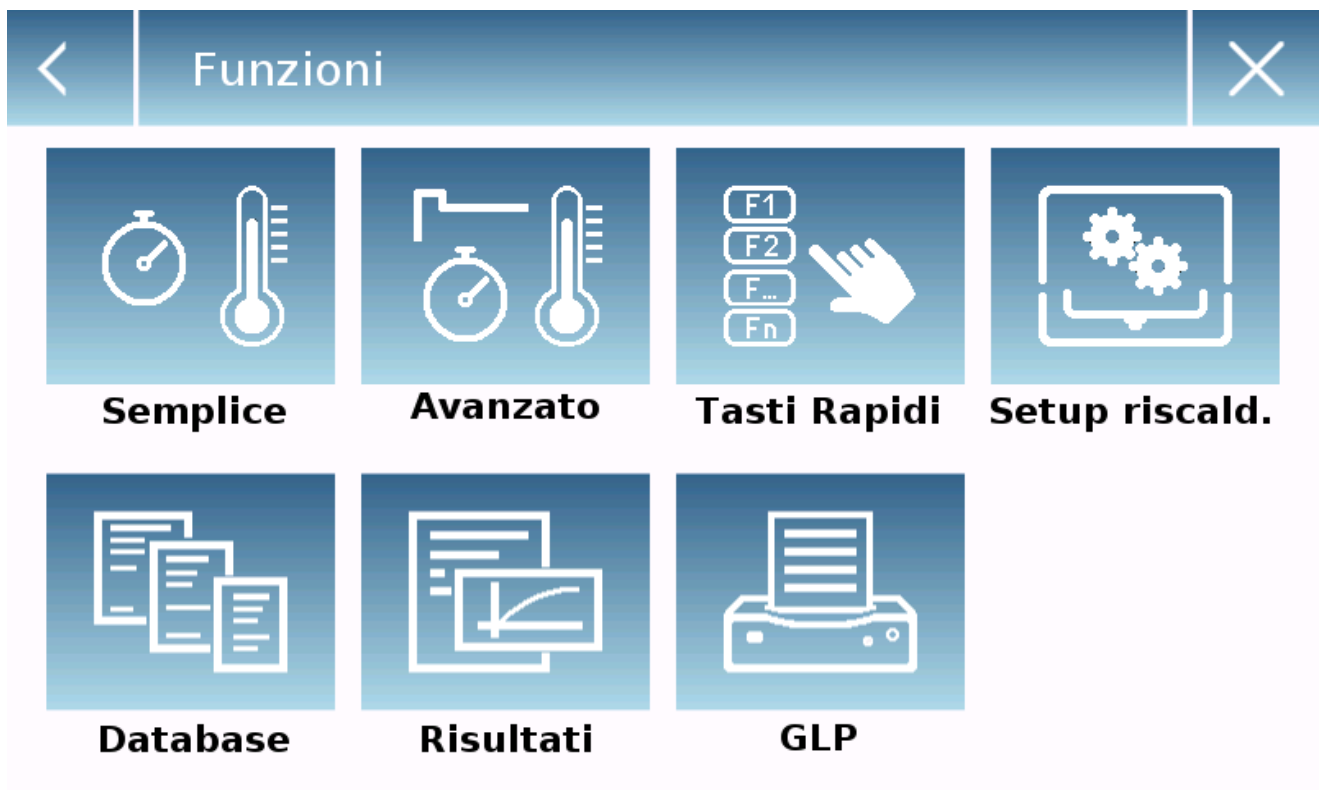 Funzioni
F1
F2
F...
Fn
Semplice
Avanzato
Tasti Rapidi
Setup riscald.
Database
Risultati
GLP